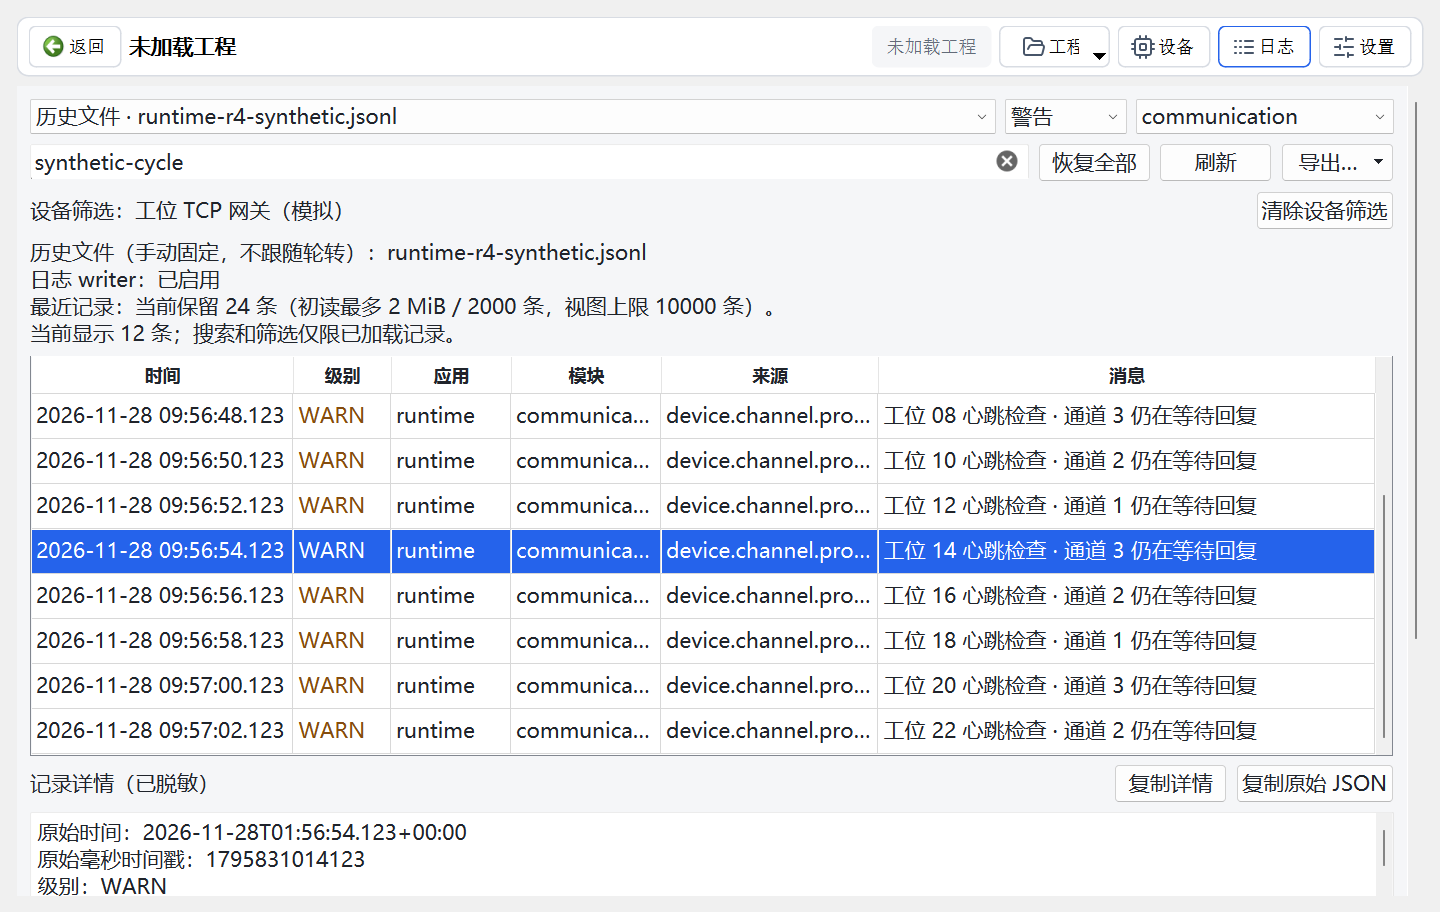 返回 未加载工程 未加载工程 工程 设备 日志 设置
历史文件 · runtime-r4-synthetic.jsonl 警告 communication
synthetic-cycle 恢复全部 刷新 导出...
设备筛选：工位 TCP 网关（模拟） 清除设备筛选
历史文件（手动固定，不跟随轮转）：runtime-r4-synthetic.jsonl
日志 writer：已启用
最近记录：当前保留 24 条（初读最多 2 MiB / 2000 条，视图上限 10000 条）。
当前显示 12 条；搜索和筛选仅限已加载记录。
时间 级别 应用 模块 来源 消息
2026-11-28 09:56:48.123 WARN runtime communica... device.channel.pro... 工位 08 心跳检查 · 通道 3 仍在等待回复
2026-11-28 09:56:50.123 WARN runtime communica... device.channel.pro... 工位 10 心跳检查 · 通道 2 仍在等待回复
2026-11-28 09:56:52.123 WARN runtime communica... device.channel.pro... 工位 12 心跳检查 · 通道 1 仍在等待回复
2026-11-28 09:56:54.123 WARN runtime communica... device.channel.pro... 工位 14 心跳检查 · 通道 3 仍在等待回复
2026-11-28 09:56:56.123 WARN runtime communica... device.channel.pro... 工位 16 心跳检查 · 通道 2 仍在等待回复
2026-11-28 09:56:58.123 WARN runtime communica... device.channel.pro... 工位 18 心跳检查 · 通道 1 仍在等待回复
2026-11-28 09:57:00.123 WARN runtime communica... device.channel.pro... 工位 20 心跳检查 · 通道 3 仍在等待回复
2026-11-28 09:57:02.123 WARN runtime communica... device.channel.pro... 工位 22 心跳检查 · 通道 2 仍在等待回复
记录详情（已脱敏） 复制详情 复制原始 JSON
原始时间：2026-11-28T01:56:54.123+00:00
原始毫秒时间戳：1795831014123
级别：WARN